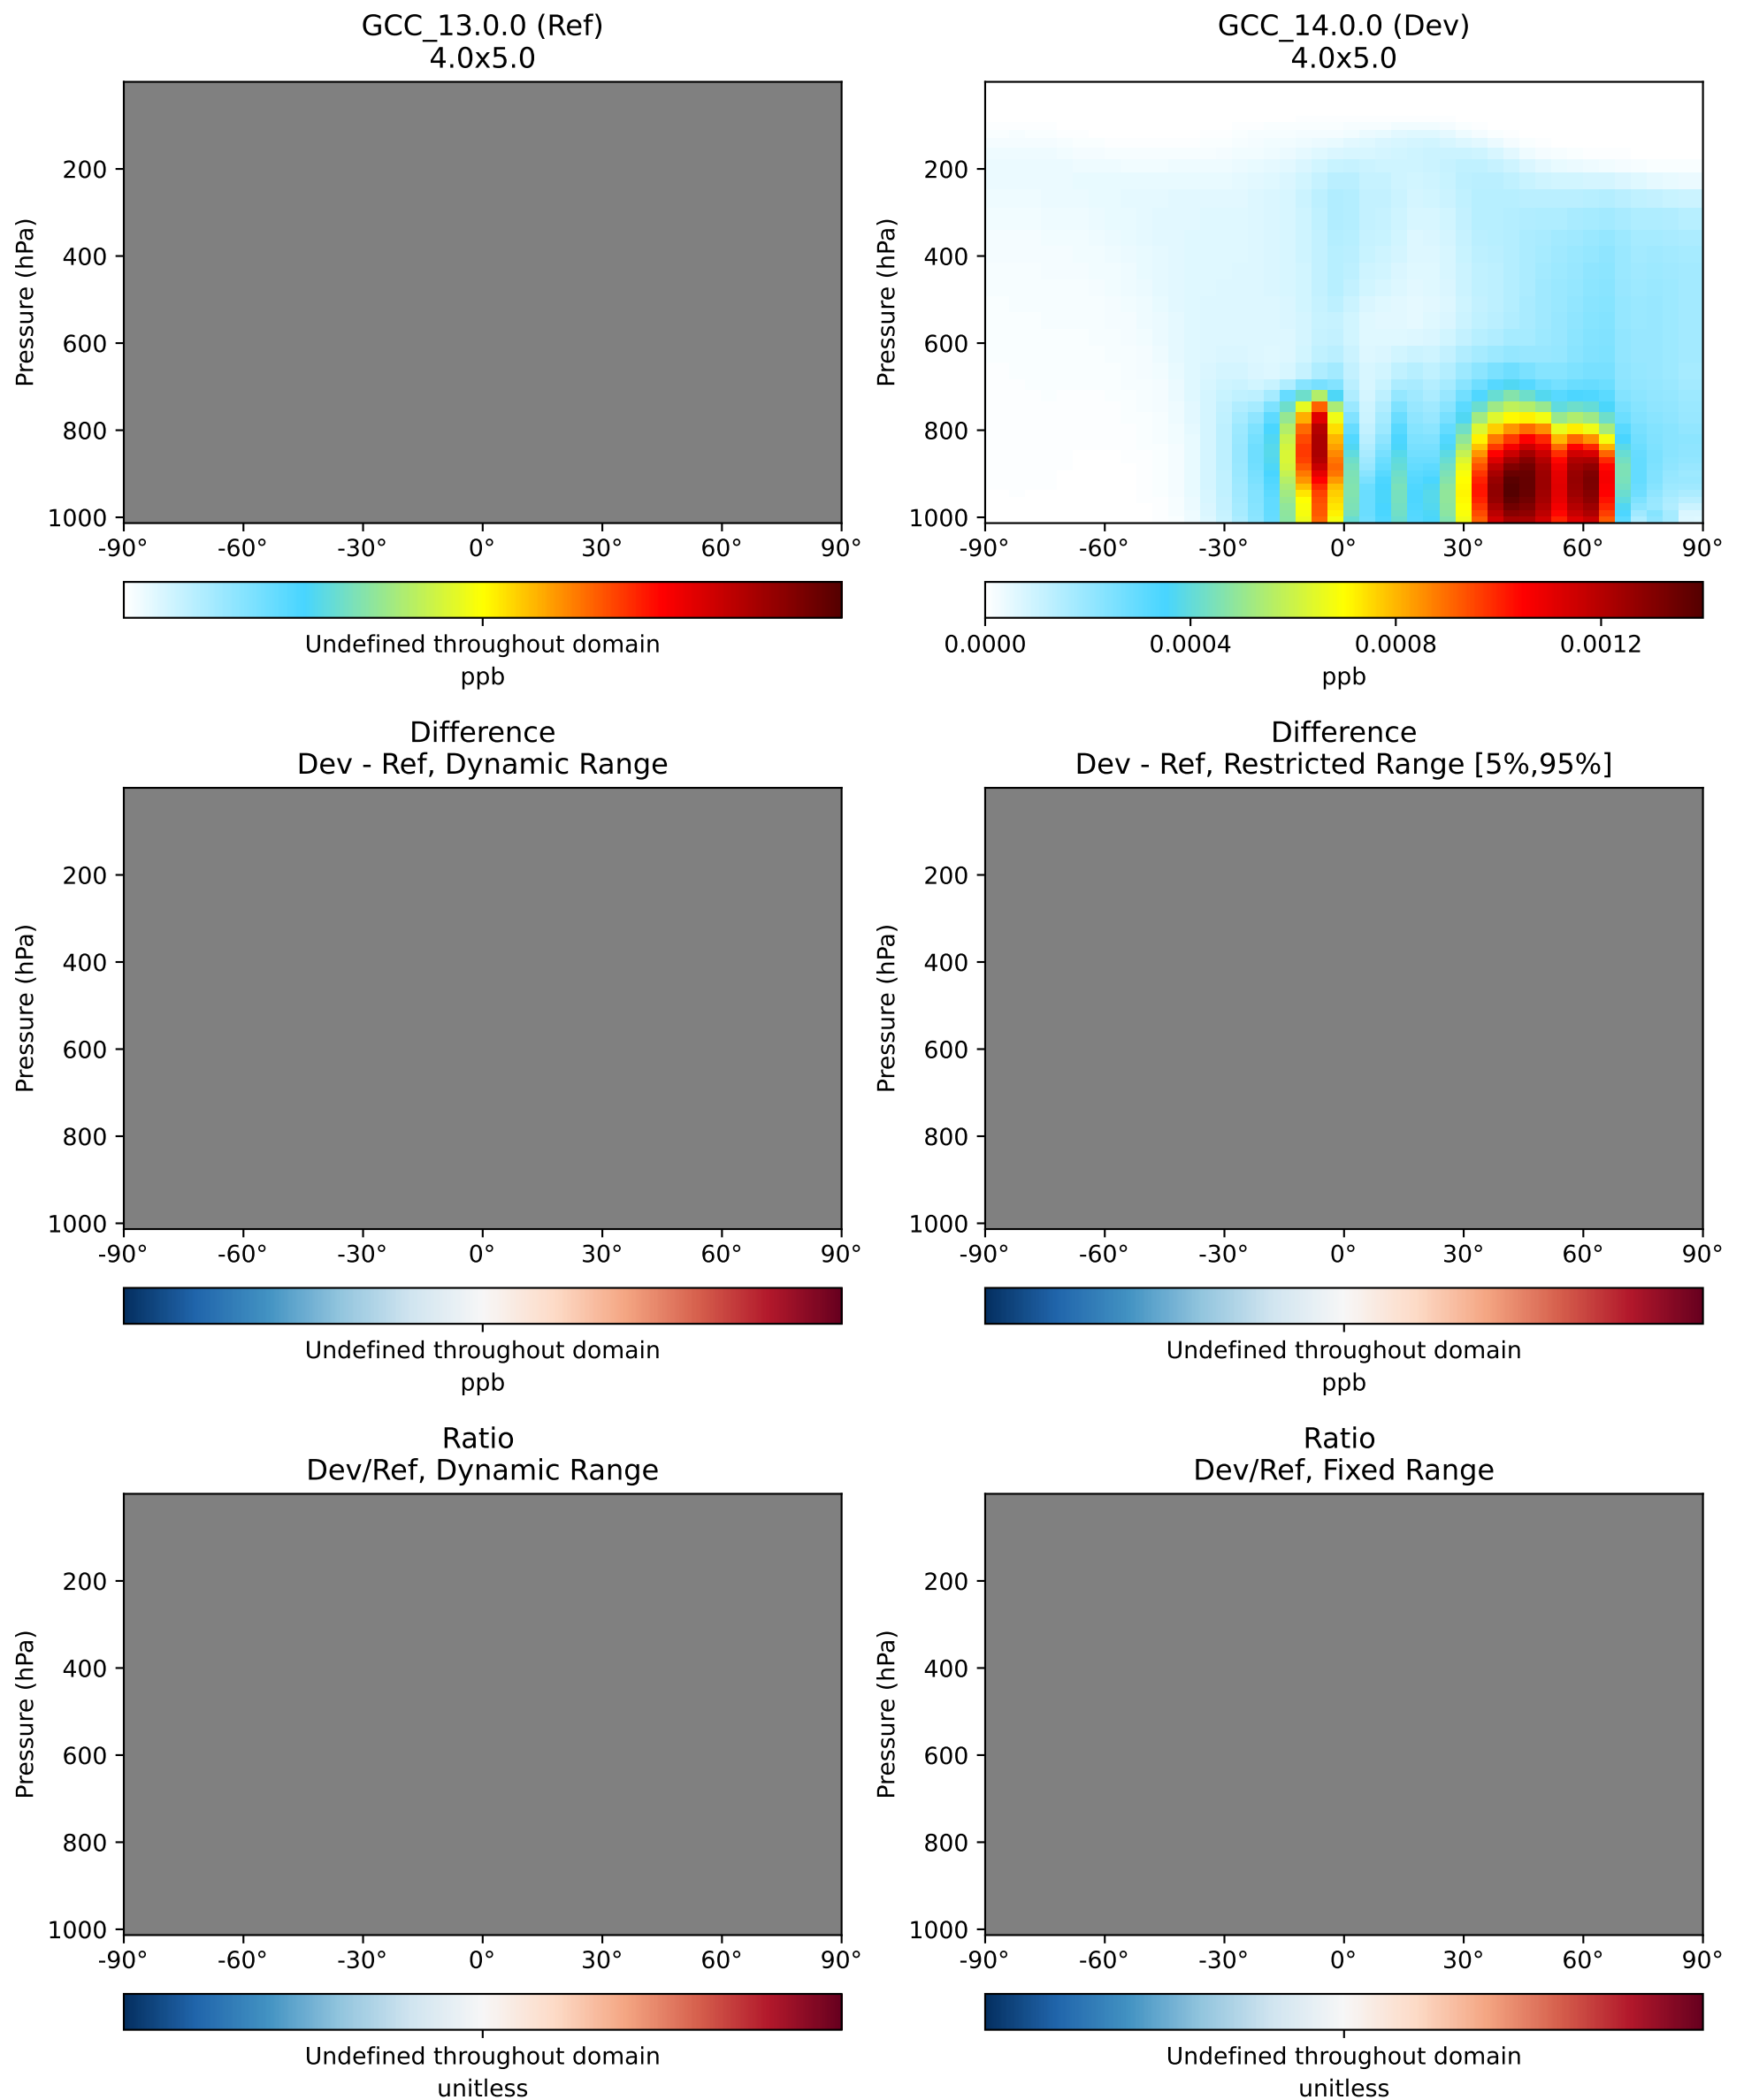 GCC_13.0.0 (Ref)
4.0x5.0
Pressure (hPa)
200
400
600
800
1000
-90° -60° -30° 0° 30° 60° 90°
Undefined throughout domain
ppb
GCC_14.0.0 (Dev)
4.0x5.0
Pressure (hPa)
200
400
600
800
1000
-90° -60° -30° 0° 30° 60° 90°
0.0000 0.0004 0.0008 0.0012
ppb
Difference
Dev - Ref, Dynamic Range
Pressure (hPa)
200
400
600
800
1000
-90° -60° -30° 0° 30° 60° 90°
Undefined throughout domain
ppb
Difference
Dev - Ref, Restricted Range [5%,95%]
Pressure (hPa)
200
400
600
800
1000
-90° -60° -30° 0° 30° 60° 90°
Undefined throughout domain
ppb
Ratio
Dev/Ref, Dynamic Range
Pressure (hPa)
200
400
600
800
1000
-90° -60° -30° 0° 30° 60° 90°
Undefined throughout domain
unitless
Ratio
Dev/Ref, Fixed Range
Pressure (hPa)
200
400
600
800
1000
-90° -60° -30° 0° 30° 60° 90°
Undefined throughout domain
unitless